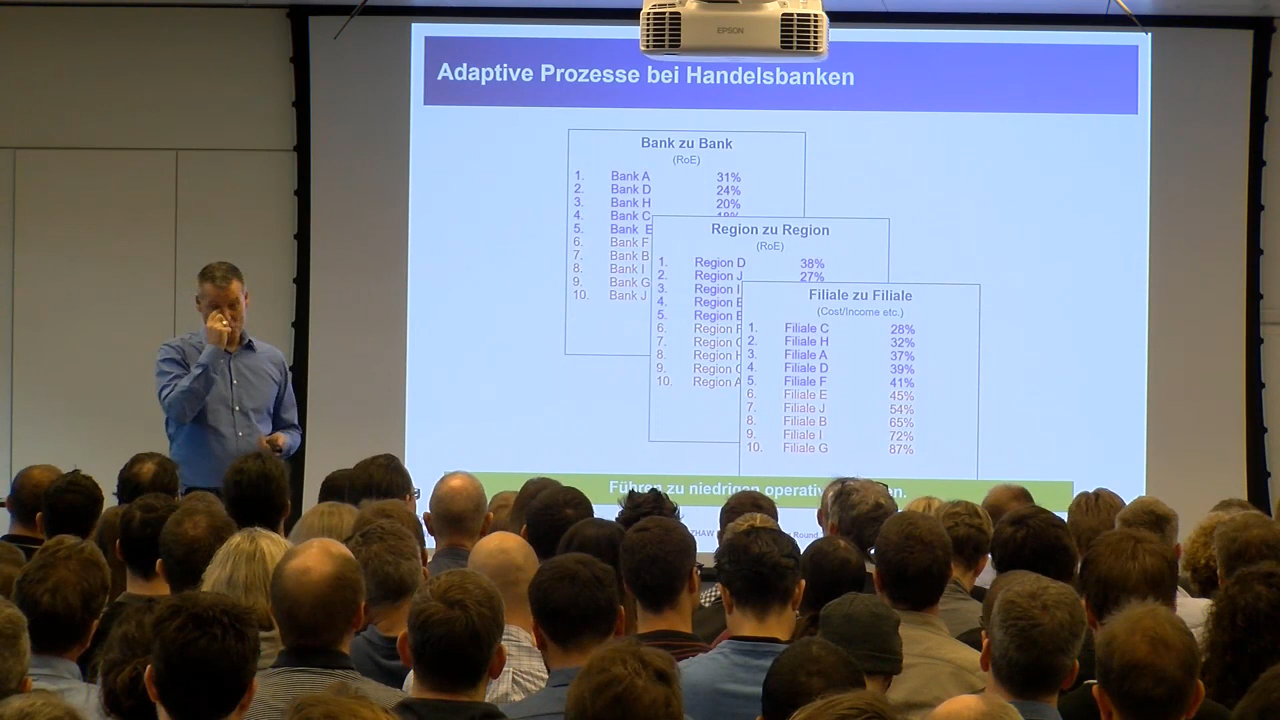 EPSON
Adaptive Prozesse bei Handelsbanken
Bank zu Bank
(RoE)
1. Bank A 31%
2. Bank D 24%
3. Bank H 20%
4. Bank C 18%
5. Bank E
6. Bank F
7. Bank B
8. Bank I
9. Bank G
10. Bank J
Region zu Region
(RoE)
1. Region D 38%
2. Region J 27%
3. Region
4. Region
5. Region
6. Region
7. Region
8. Region
9. Region
10. Region A
Filiale zu Filiale
(Cost/Income etc.)
1. Filiale C 28%
2. Filiale H 32%
3. Filiale A 37%
4. Filiale D 39%
5. Filiale F 41%
6. Filiale E 45%
7. Filiale J 54%
8. Filiale B 65%
9. Filiale I 72%
10. Filiale G 87%
Führen zu niedrigen
ZHAW Round